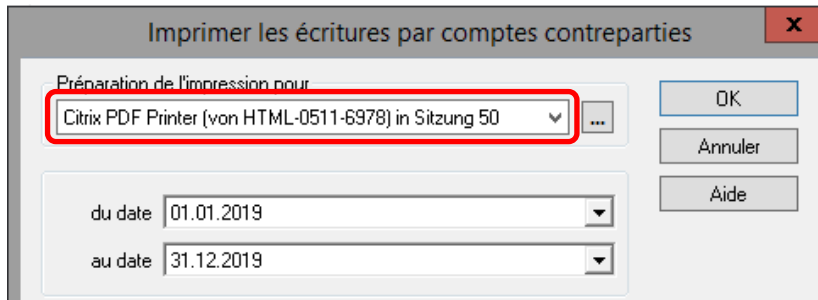 Imprimer les écritures par comptes contreparties
x
Préparation de l'impression pour
Citrix PDF Printer (von HTML-0511-6978) in Sitzung 50
...
OK
Annuler
Aide
du date 01.01.2019
au date 31.12.2019